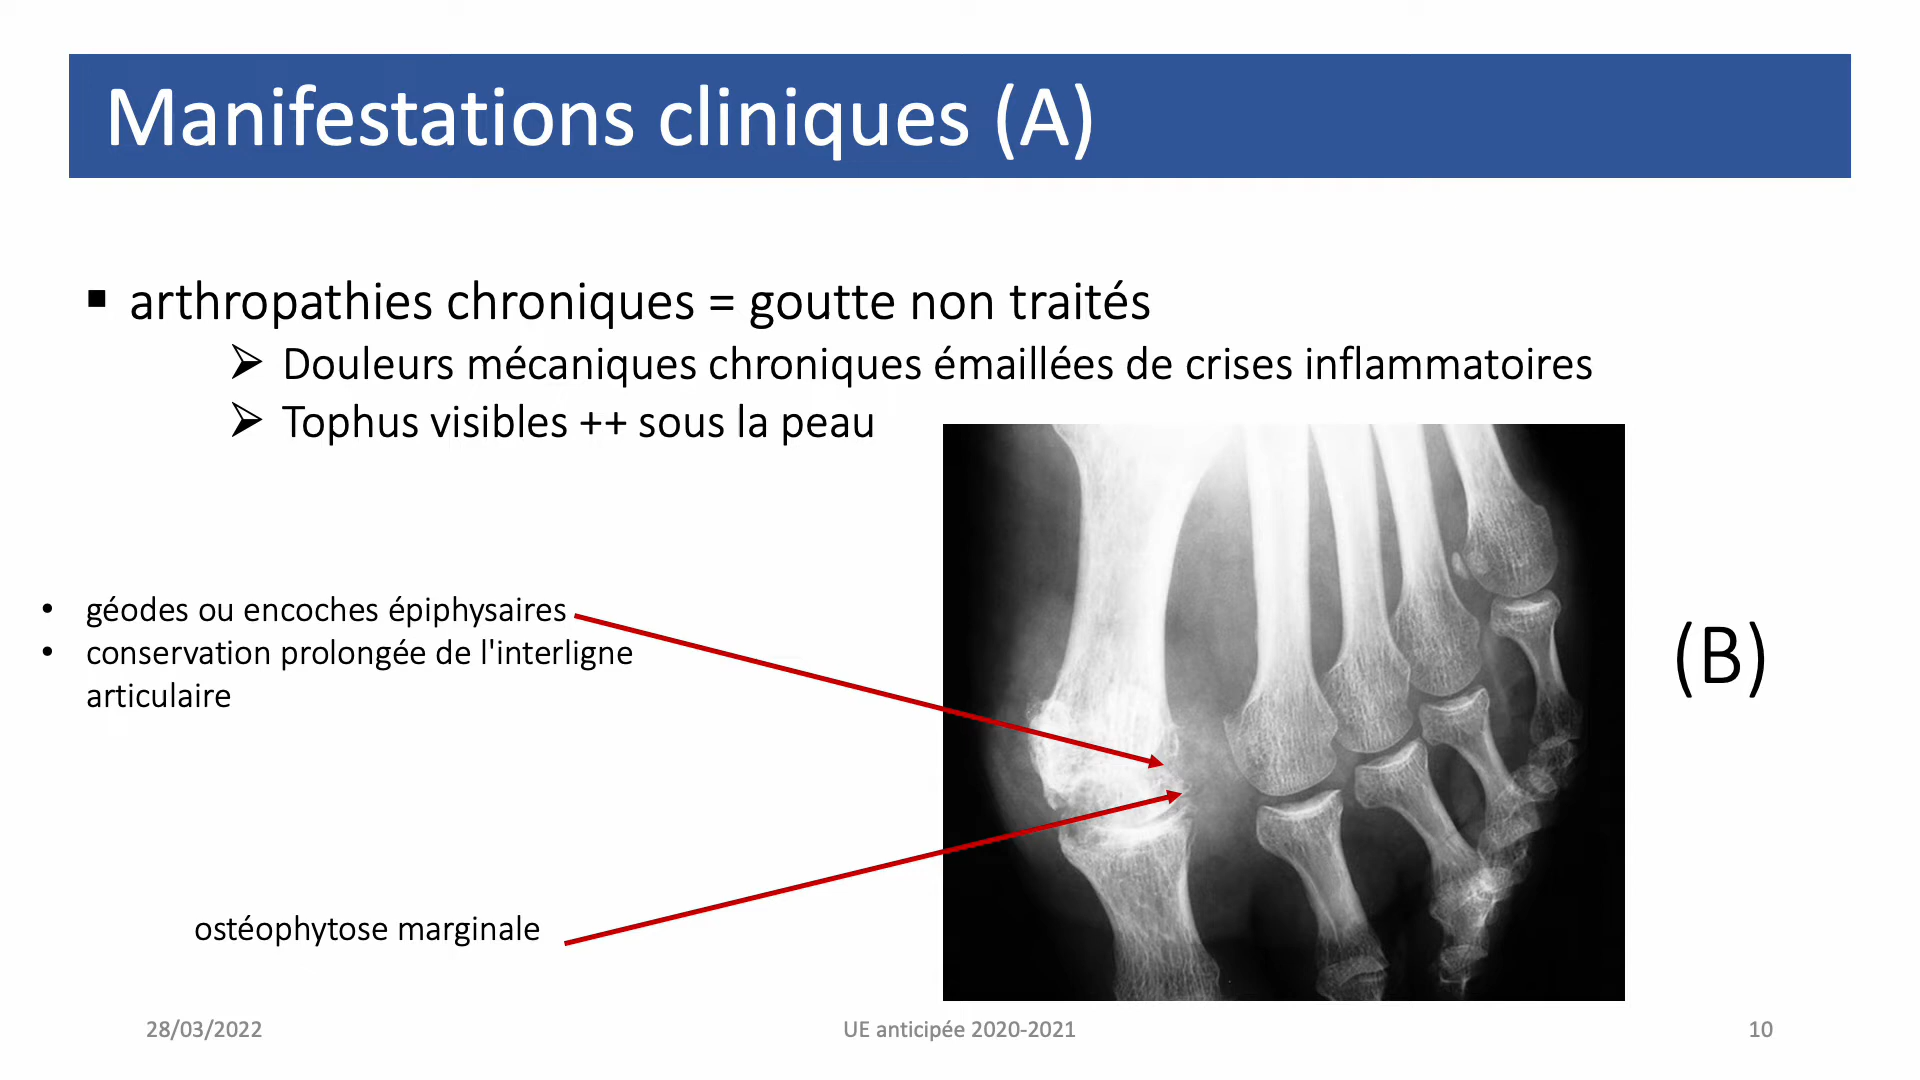 Manifestations cliniques (A)
▪ arthropathies chroniques = goutte non traités
➢ Douleurs mécaniques chroniques émaillées de crises inflammatoires
➢ Tophus visibles ++ sous la peau
• géodes ou encoches épiphysaires
• conservation prolongée de l'interligne
articulaire
(B)
ostéophytose marginale
28/03/2022
UE anticipée 2020-2021
10